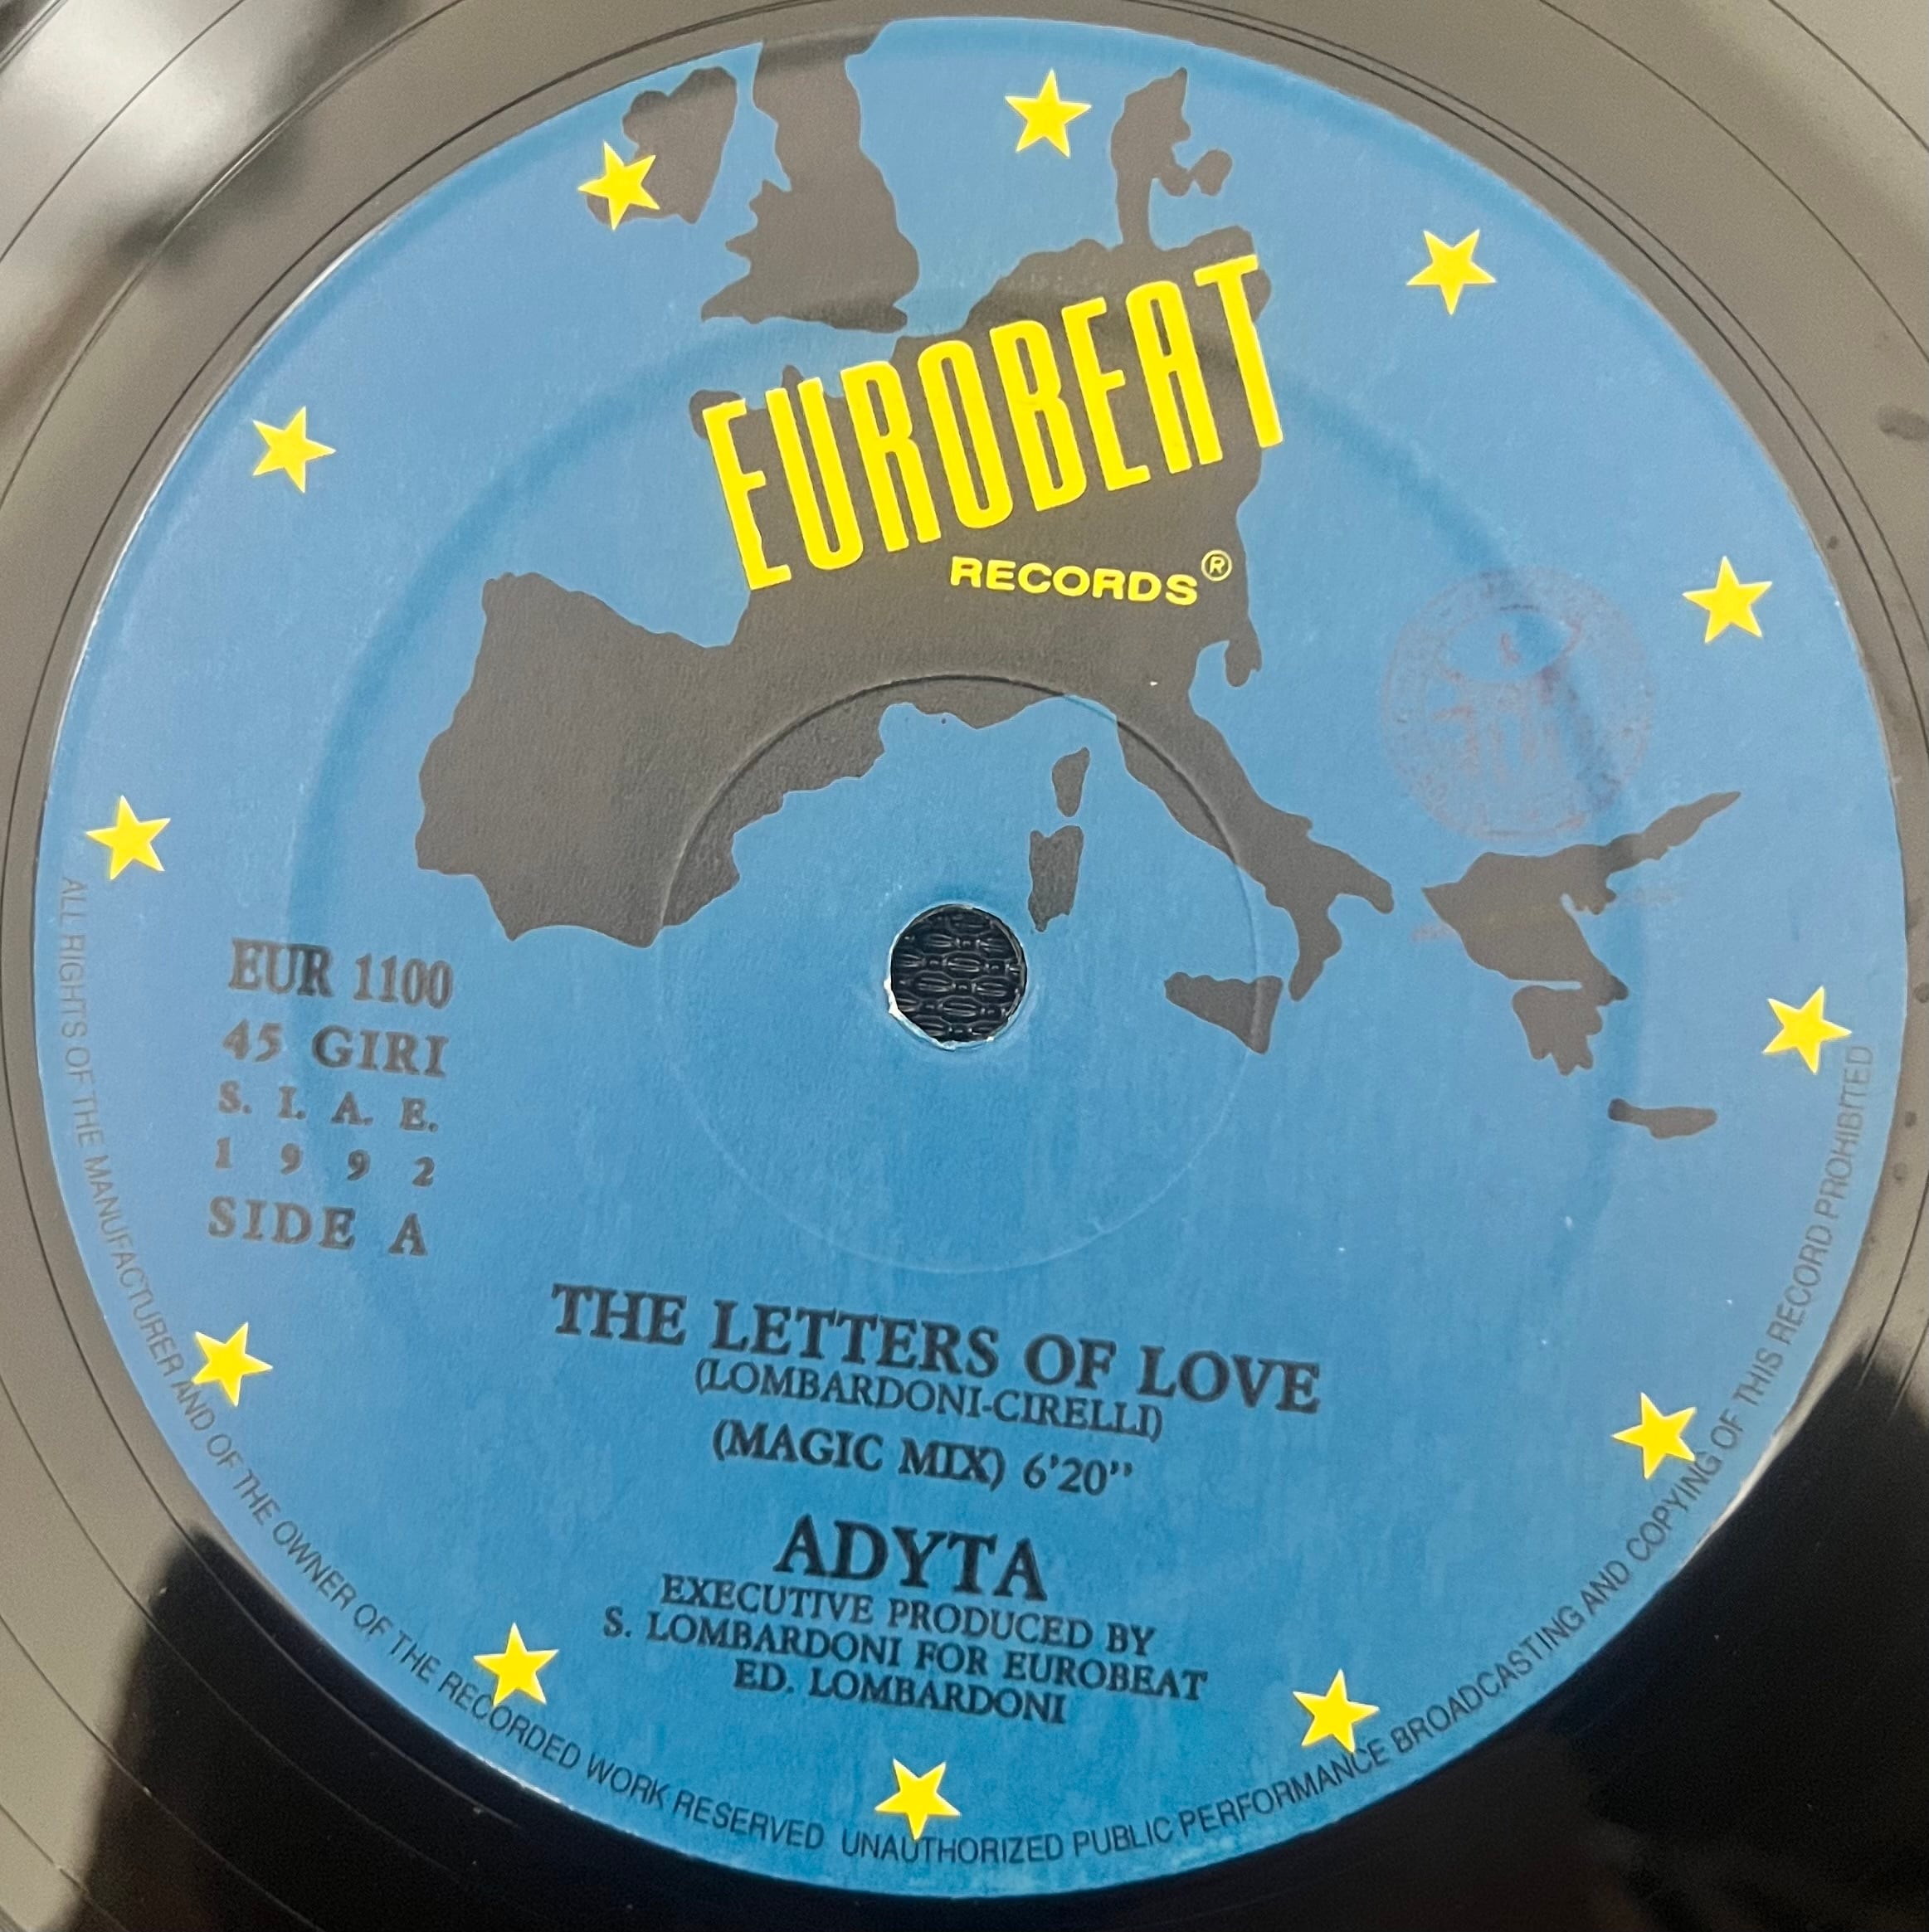 EUROBEAT
RECORDS®
EUR 1100
45 GIRI
S. I. A. E.
1 9 9 2
SIDE A
THE LETTERS OF LOVE
(LOMBARDONI-CIRELLI)
(MAGIC MIX) 6'20''
ADYTA
EXECUTIVE PRODUCED BY
S. LOMBARDONI FOR EUROBEAT
ED. LOMBARDONI
ALL RIGHTS OF THE MANUFACTURER AND OF THE OWNER OF THE RECORDED WORK RESERVED UNAUTHORIZED PUBLIC PERFORMANCE BROADCASTING AND COPYING OF THIS RECORD PROHIBITED